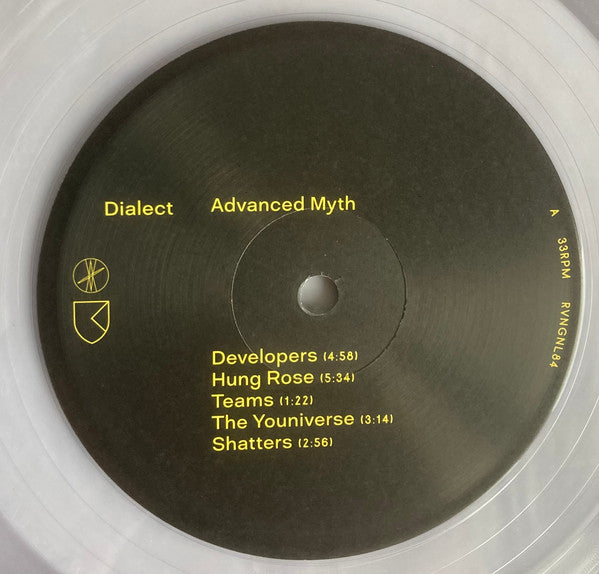 Dialect
Advanced Myth
A 33RPM RVNGNL84
Developers (4:58)
Hung Rose (5:34)
Teams (1:22)
The Youniverse (3:14)
Shatters (2:56)